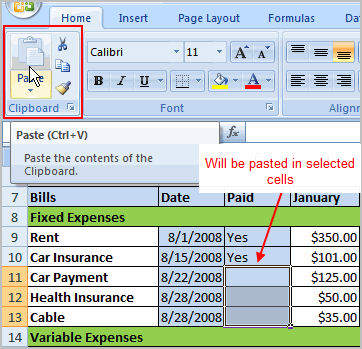 Home Insert Page Layout Formulas
Paste
Calibri 11 A A
B I U A
Clipboard Font Alignm
Paste (Ctrl+V)
fx
Paste the contents of the
Clipboard.
Will be pasted in selected
cells
7 Bills Date Paid January
8 Fixed Expenses
9 Rent 8/1/2008 Yes $350.00
10 Car Insurance 8/15/2008 Yes $101.00
11 Car Payment 8/22/2008 $125.00
12 Health Insurance 8/28/2008 $50.00
13 Cable 8/28/2008 $35.00
14 Variable Expenses